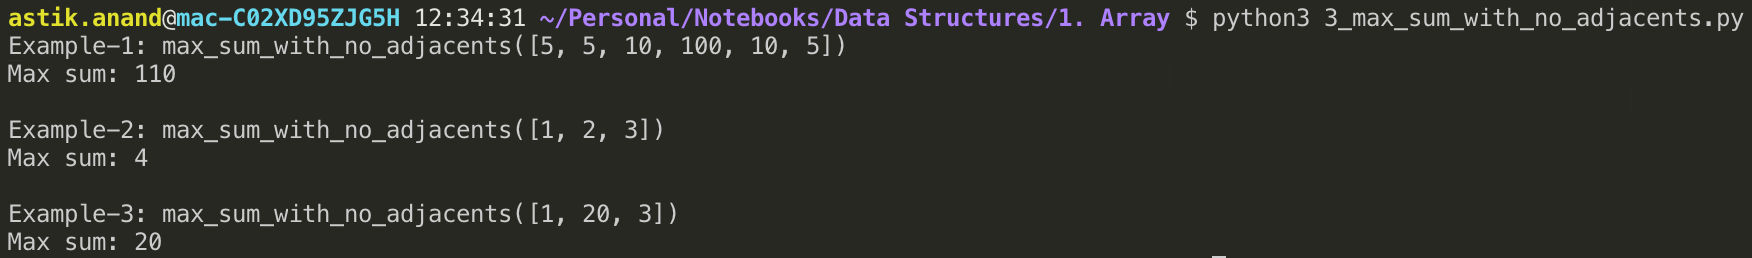 astik.anand@mac-C02XD95ZJG5H 12:34:31 ~/Personal/Notebooks/Data Structures/1. Array $ python3 3_max_sum_with_no_adjacents.py
Example-1: max_sum_with_no_adjacents([5, 5, 10, 100, 10, 5])
Max sum: 110
Example-2: max_sum_with_no_adjacents([1, 2, 3])
Max sum: 4
Example-3: max_sum_with_no_adjacents([1, 20, 3])
Max sum: 20